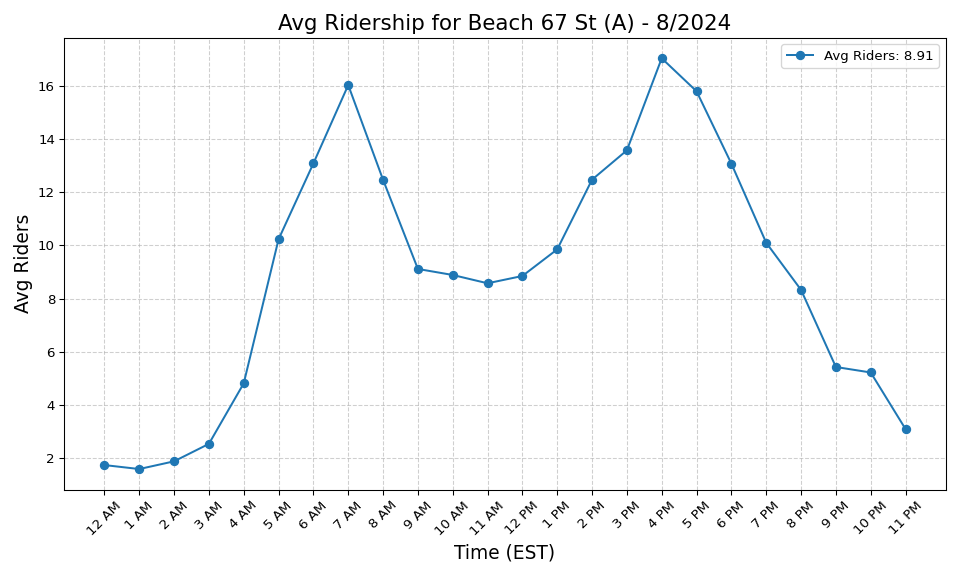 Avg Ridership for Beach 67 St (A) - 8/2024
Avg Riders: 8.91
Avg Riders
16
14
12
10
8
6
4
2
12 AM
1 AM
2 AM
3 AM
4 AM
5 AM
6 AM
7 AM
8 AM
9 AM
10 AM
11 AM
12 PM
1 PM
2 PM
3 PM
4 PM
5 PM
6 PM
7 PM
8 PM
9 PM
10 PM
11 PM
Time (EST)